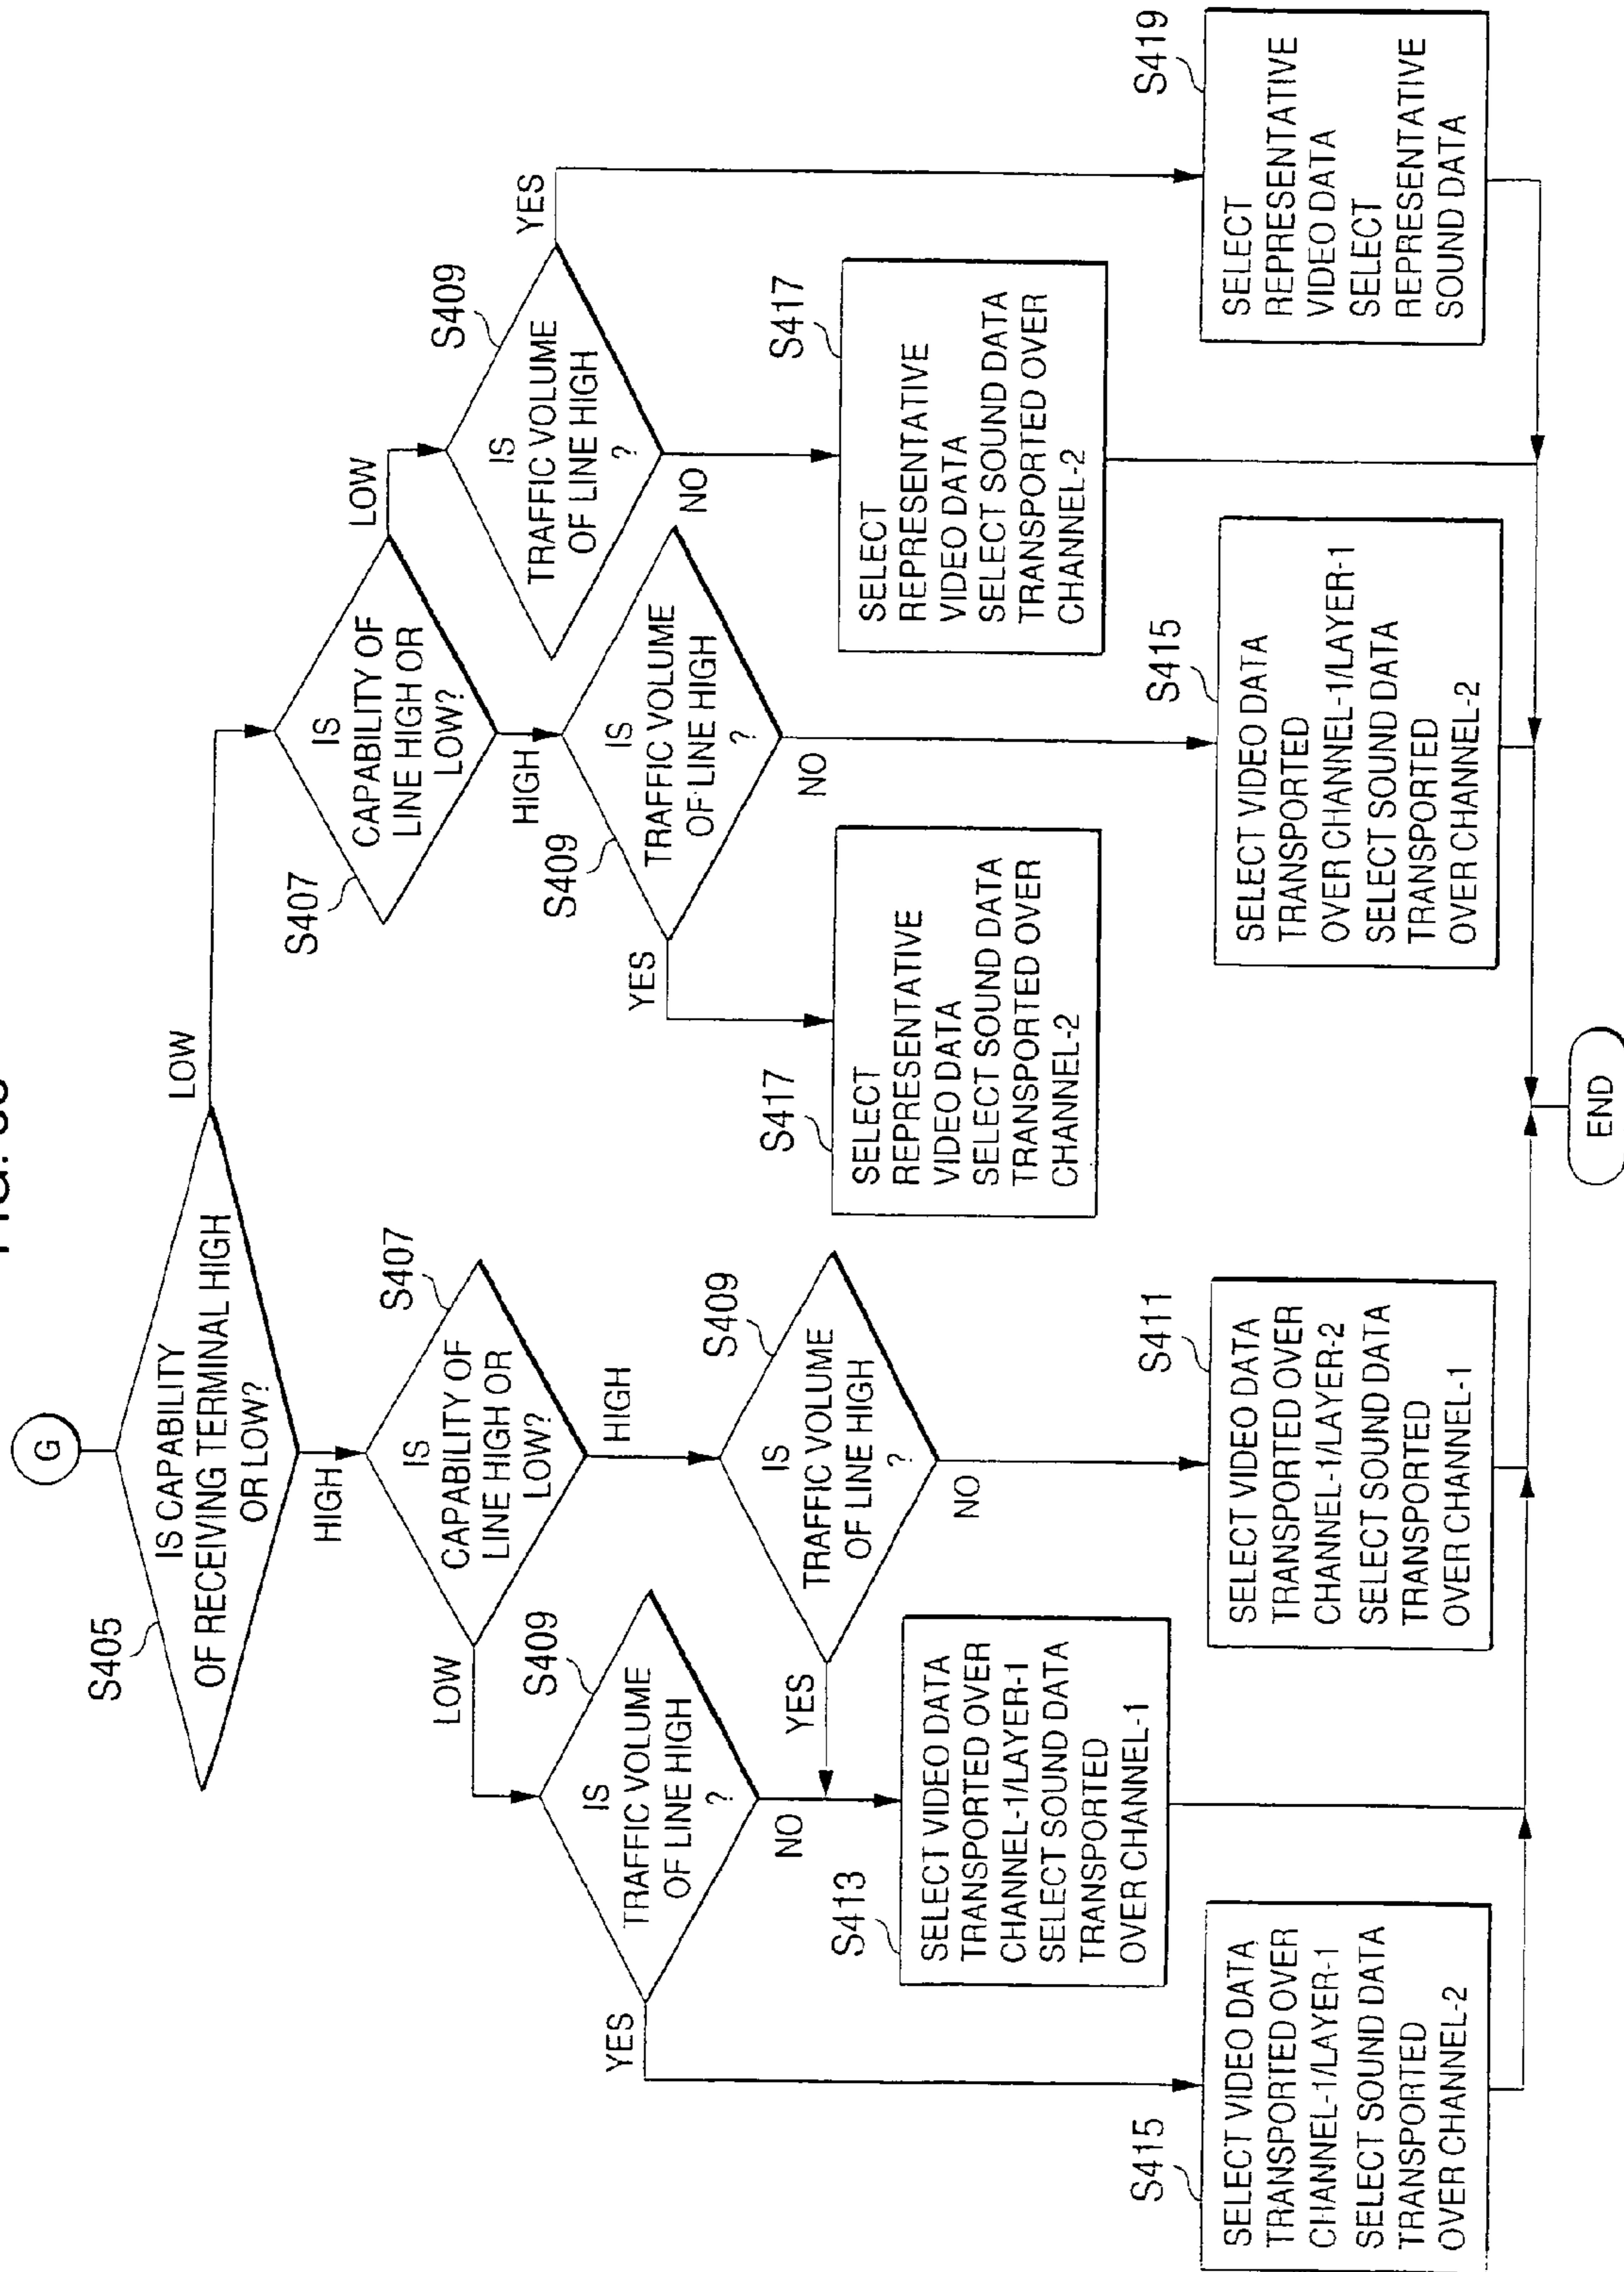 G
S405
IS CAPABILITY
OF RECEIVING TERMINAL HIGH
OR LOW?
HIGH
LOW
S407
IS
CAPABILITY OF
LINE HIGH OR
LOW?
LOW
HIGH
S407
IS
CAPABILITY OF
LINE HIGH OR
LOW?
HIGH
LOW
S409
IS
TRAFFIC VOLUME
OF LINE HIGH
?
YES
NO
S409
IS
TRAFFIC VOLUME
OF LINE HIGH
?
YES
NO
S409
IS
TRAFFIC VOLUME
OF LINE HIGH
?
YES
NO
S409
IS
TRAFFIC VOLUME
OF LINE HIGH
?
NO
YES
S413
SELECT VIDEO DATA
TRANSPORTED OVER
CHANNEL-1/LAYER-1
SELECT SOUND DATA
TRANSPORTED
OVER CHANNEL-1
S417
SELECT
REPRESENTATIVE
VIDEO DATA
SELECT SOUND DATA
TRANSPORTED OVER
CHANNEL-2
S417
SELECT
REPRESENTATIVE
VIDEO DATA
SELECT SOUND DATA
TRANSPORTED OVER
CHANNEL-2
S415
SELECT VIDEO DATA
TRANSPORTED OVER
CHANNEL-1/LAYER-1
SELECT SOUND DATA
TRANSPORTED
OVER CHANNEL-2
S411
SELECT VIDEO DATA
TRANSPORTED OVER
CHANNEL-1/LAYER-2
SELECT SOUND DATA
TRANSPORTED
OVER CHANNEL-1
S415
SELECT VIDEO DATA
TRANSPORTED
OVER CHANNEL-1/LAYER-1
SELECT SOUND DATA
TRANSPORTED
OVER CHANNEL-2
S419
SELECT
REPRESENTATIVE
VIDEO DATA
SELECT
REPRESENTATIVE
SOUND DATA
END